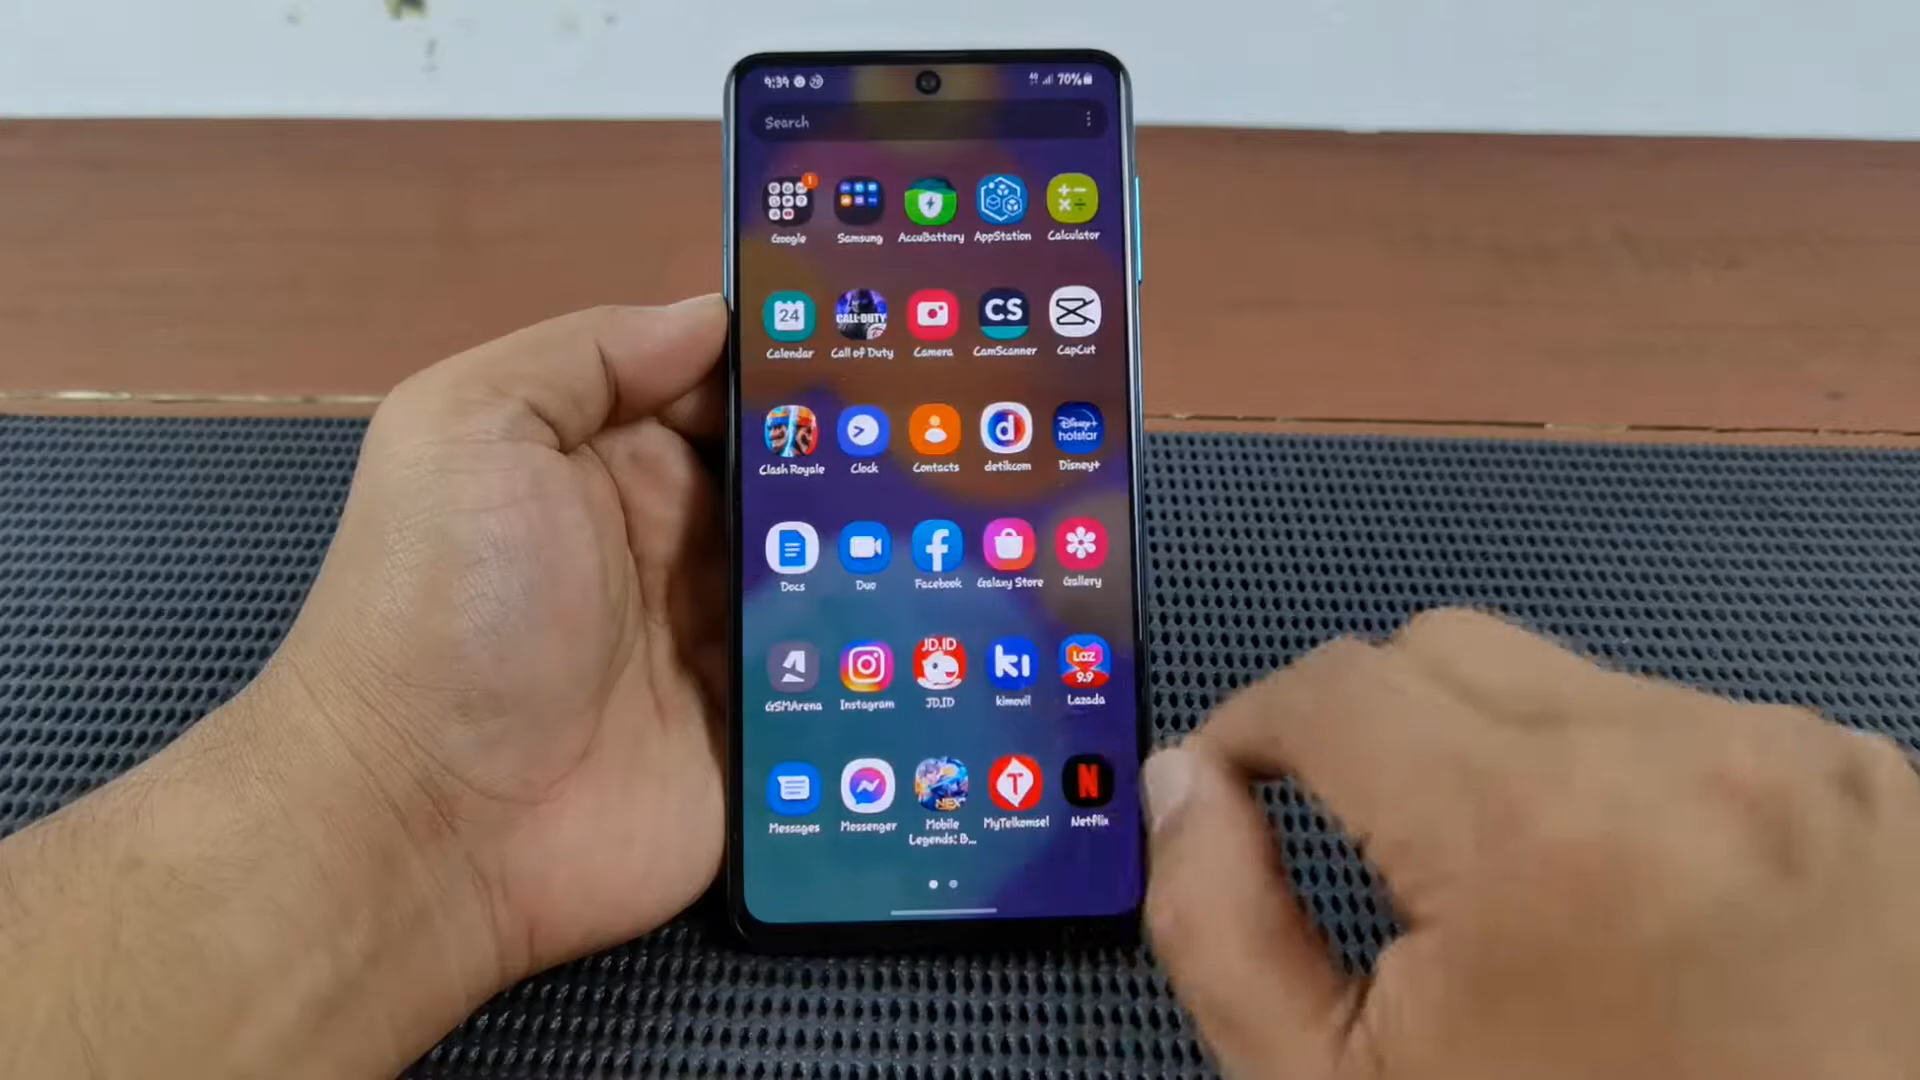 9:39 70%
Search
Google Samsung AccuBattery AppStation Calculator
24 CALL·DUTY CS
Calendar Call of Duty Camera CamScanner CapCut
d Disney+ hotstar
Clash Royale Clock Contacts detikcom Disney+
Docs Duo Facebook Galaxy Store Gallery
JD.ID ki Laz 9.9
GSMArena Instagram JD.ID kimovil Lazada
NEX T N
Messages Messenger Mobile MyTelkomsel Netflix
Legends: B...